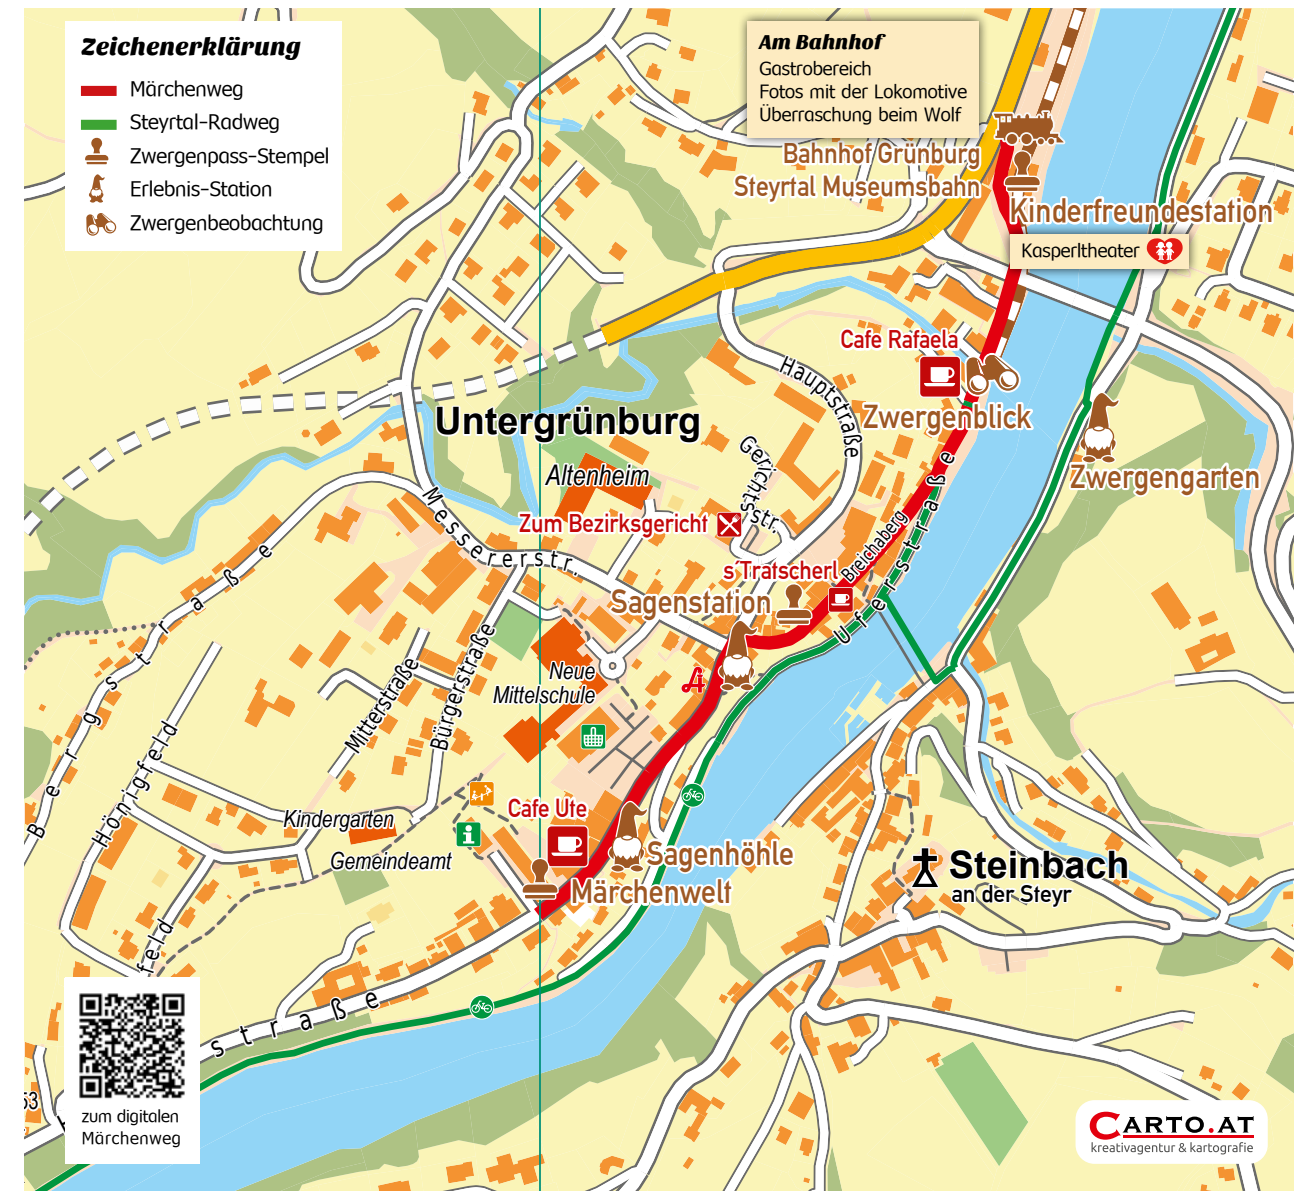 Zeichenerklärung
Märchenweg
Steyrtal-Radweg
Zwergenpass-Stempel
Erlebnis-Station
Zwergenbeobachtung
Am Bahnhof
Gastrobereich
Fotos mit der Lokomotive
Überraschung beim Wolf
Bahnhof Grünburg
Steyrtal Museumsbahn
Kinderfreundestation
Kasperltheater
Cafe Rafaela
Zwergenblick
Zwergengarten
Hauptstraße
Untergrünburg
Altenheim
Gerichtsstr.
Zum Bezirksgericht
Messererstr.
Breichaberg
s'Tratscherl
Sagenstation
Uferstraße
Bergstraße
Neue
Mittelschule
Mitterstraße
Bürgerstraße
Hönigfeld
Kindergarten
Gemeindeamt
Cafe Ute
Sagenhöhle
Märchenwelt
Steinbach
an der Steyr
feld
straße
53
zum digitalen
Märchenweg
CARTO.AT
kreativagentur & kartografie